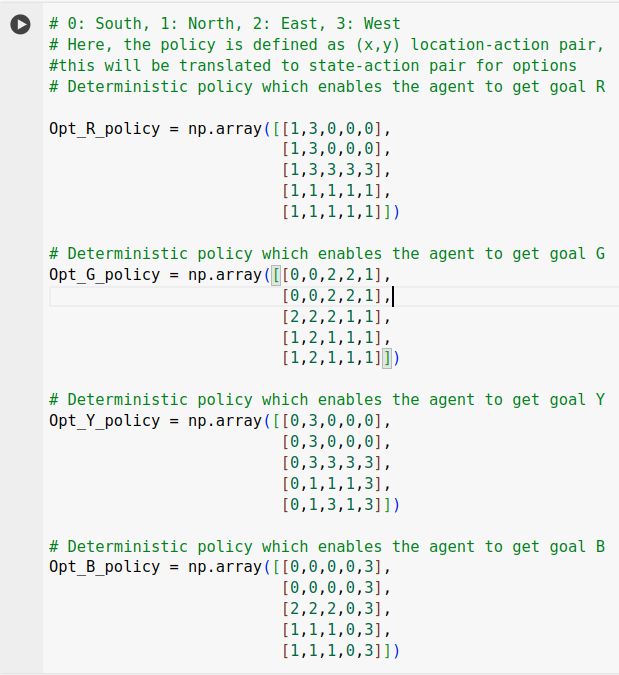 # 0: South, 1: North, 2: East, 3: West
# Here, the policy is defined as (x,y) location-action pair,
#this will be translated to state-action pair for options
# Deterministic policy which enables the agent to get goal R

Opt_R_policy = np.array([[1,3,0,0,0],
                         [1,3,0,0,0],
                         [1,3,3,3,3],
                         [1,1,1,1,1],
                         [1,1,1,1,1]])

# Deterministic policy which enables the agent to get goal G
Opt_G_policy = np.array([[0,0,2,2,1],
                         [0,0,2,2,1],
                         [2,2,2,1,1],
                         [1,2,1,1,1],
                         [1,2,1,1,1]])

# Deterministic policy which enables the agent to get goal Y
Opt_Y_policy = np.array([[0,3,0,0,0],
                         [0,3,0,0,0],
                         [0,3,3,3,3],
                         [0,1,1,1,3],
                         [0,1,3,1,3]])

# Deterministic policy which enables the agent to get goal B
Opt_B_policy = np.array([[0,0,0,0,3],
                         [0,0,0,0,3],
                         [2,2,2,0,3],
                         [1,1,1,0,3],
                         [1,1,1,0,3]])